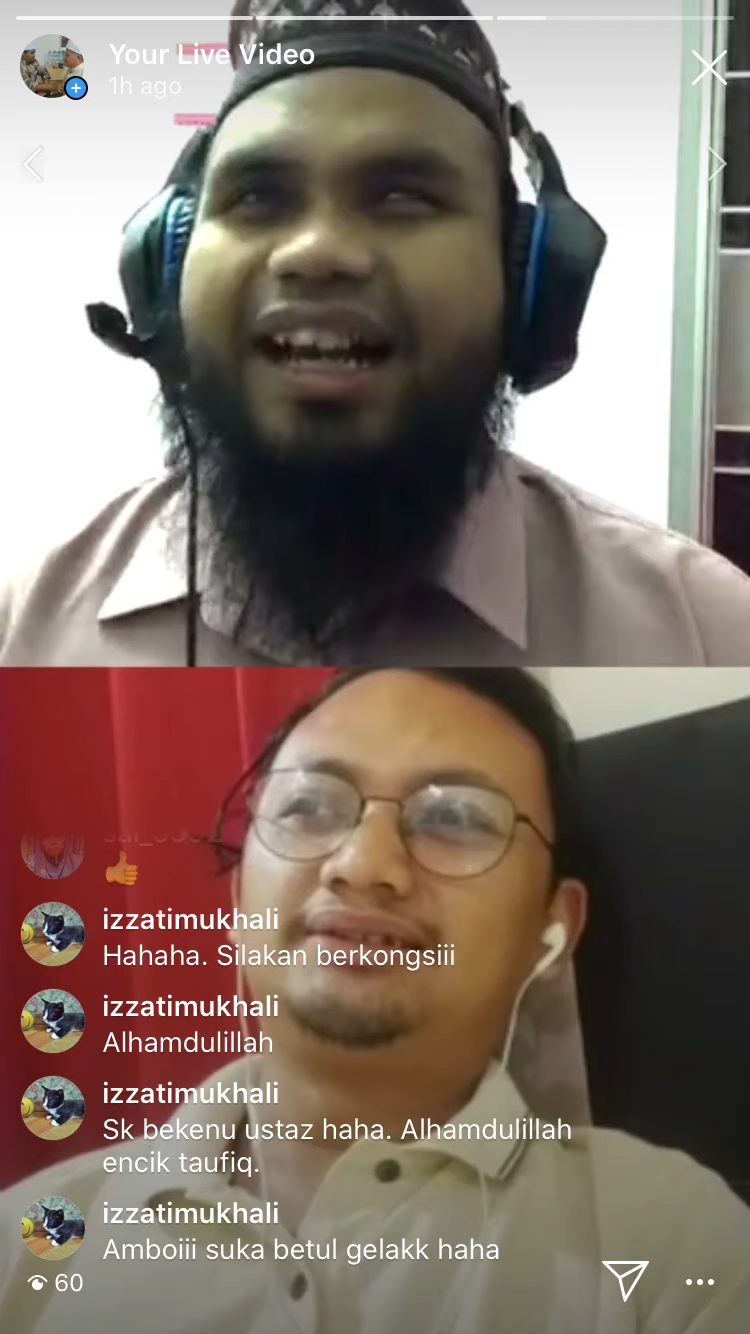 Your Live Video
1h ago
izzatimukhali
Hahaha. Silakan berkongsiii
izzatimukhali
Alhamdulillah
izzatimukhali
Sk bekenu ustaz haha. Alhamdulillah
encik taufiq.
izzatimukhali
Amboiii suka betul gelakk haha
60